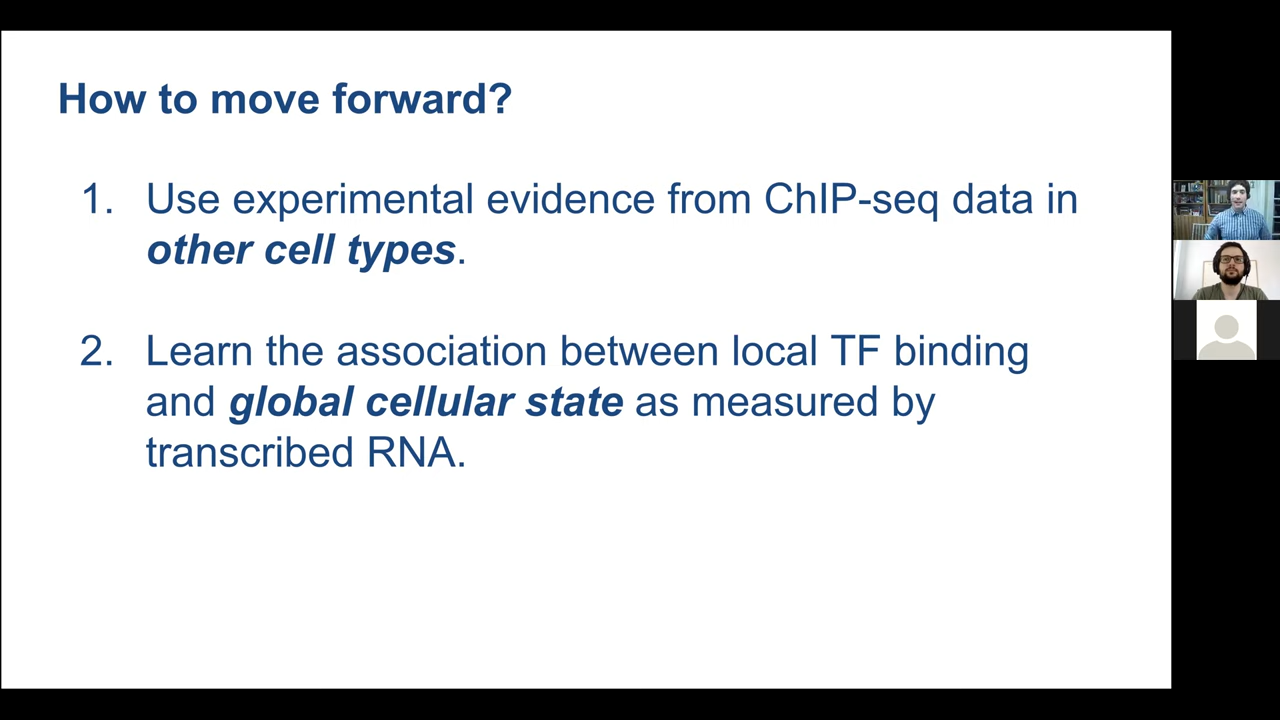 How to move forward?
1. Use experimental evidence from ChIP-seq data in
other cell types.
2. Learn the association between local TF binding
and global cellular state as measured by
transcribed RNA.